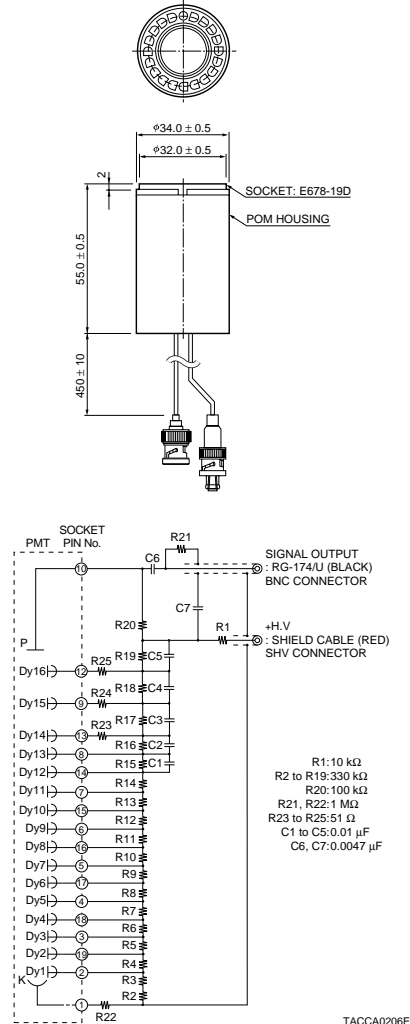 φ34.0 ± 0.5
φ32.0 ± 0.5
2
SOCKET: E678-19D
POM HOUSING
55.0 ± 0.5
450 ± 10
PMT
SOCKET
PIN No.
R21
C6
10
SIGNAL OUTPUT
: RG-174/U (BLACK)
BNC CONNECTOR
C7
R20
R1
+H.V
: SHIELD CABLE (RED)
SHV CONNECTOR
P
R19 C5
Dy16 12 R25
R18 C4
Dy15 9 R24
R17 C3
Dy14 13 R23
R16 C2
Dy13 8
R15 C1
Dy12 14
R14
Dy11 7
R13
Dy10 15
R12
Dy9 6
R11
Dy8 16
R10
Dy7 5
R9
Dy6 17
R8
Dy5 4
R7
Dy4 18
R6
Dy3 3
R5
Dy2 19
R4
Dy1 2
R3
K
R2
1
R22
R1:10 kΩ
R2 to R19:330 kΩ
R20:100 kΩ
R21, R22:1 MΩ
R23 to R25:51 Ω
C1 to C5:0.01 µF
C6, C7:0.0047 µF
TACCA0206E